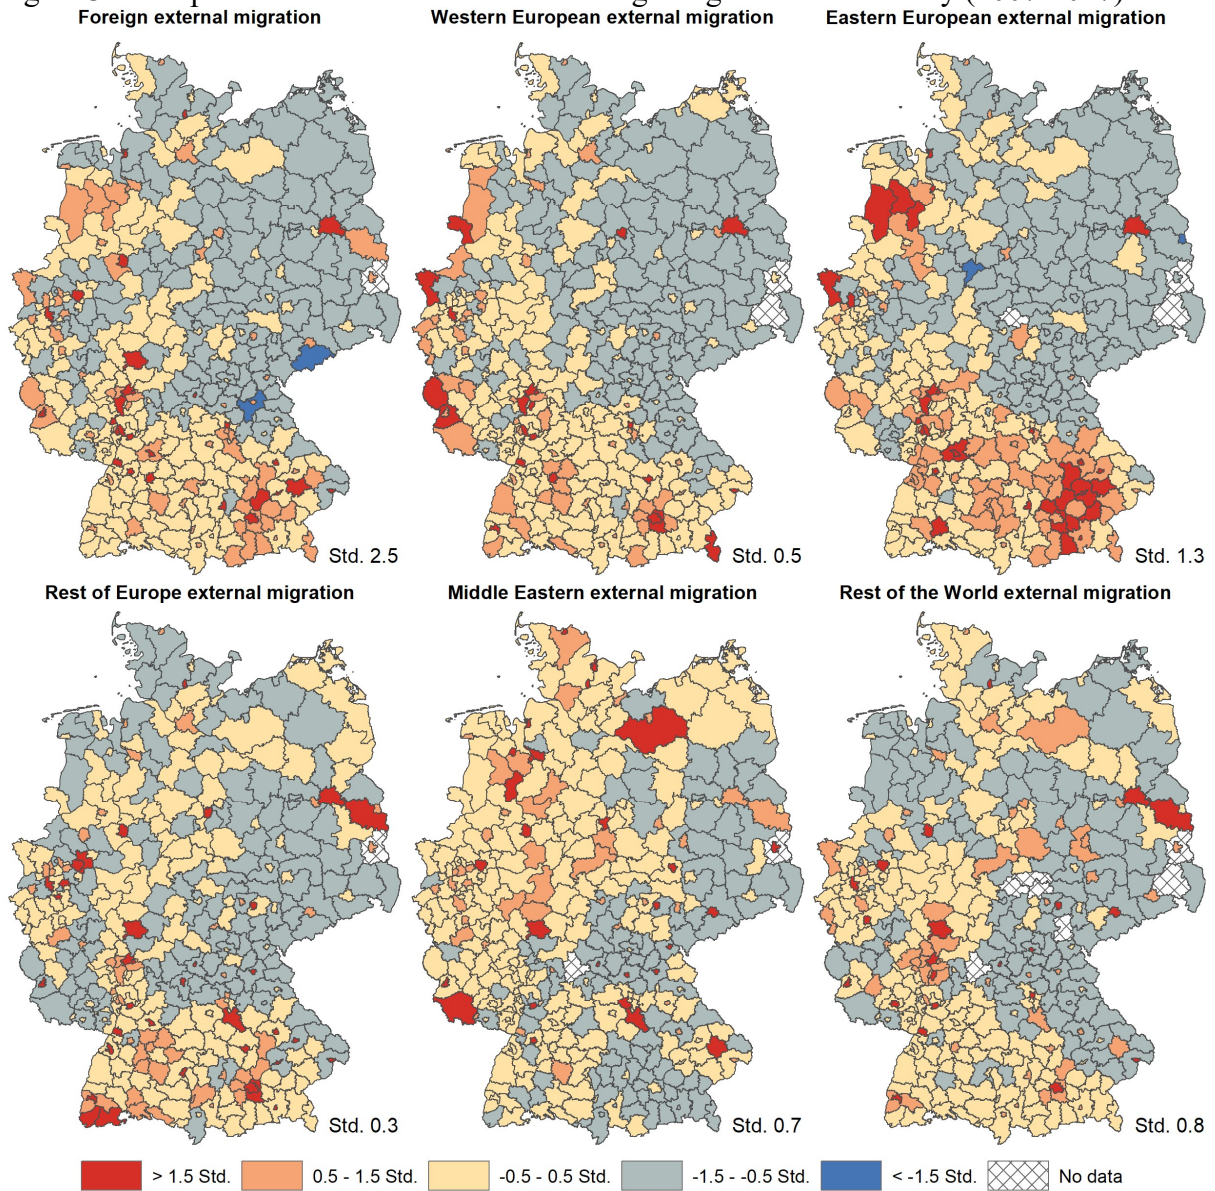 Foreign external migration
Western European external migration
Eastern European external migration
Std. 2.5
Std. 0.5
Std. 1.3
Rest of Europe external migration
Middle Eastern external migration
Rest of the World external migration
Std. 0.3
Std. 0.7
Std. 0.8
> 1.5 Std.
0.5 - 1.5 Std.
-0.5 - 0.5 Std.
-1.5 - -0.5 Std.
< -1.5 Std.
No data